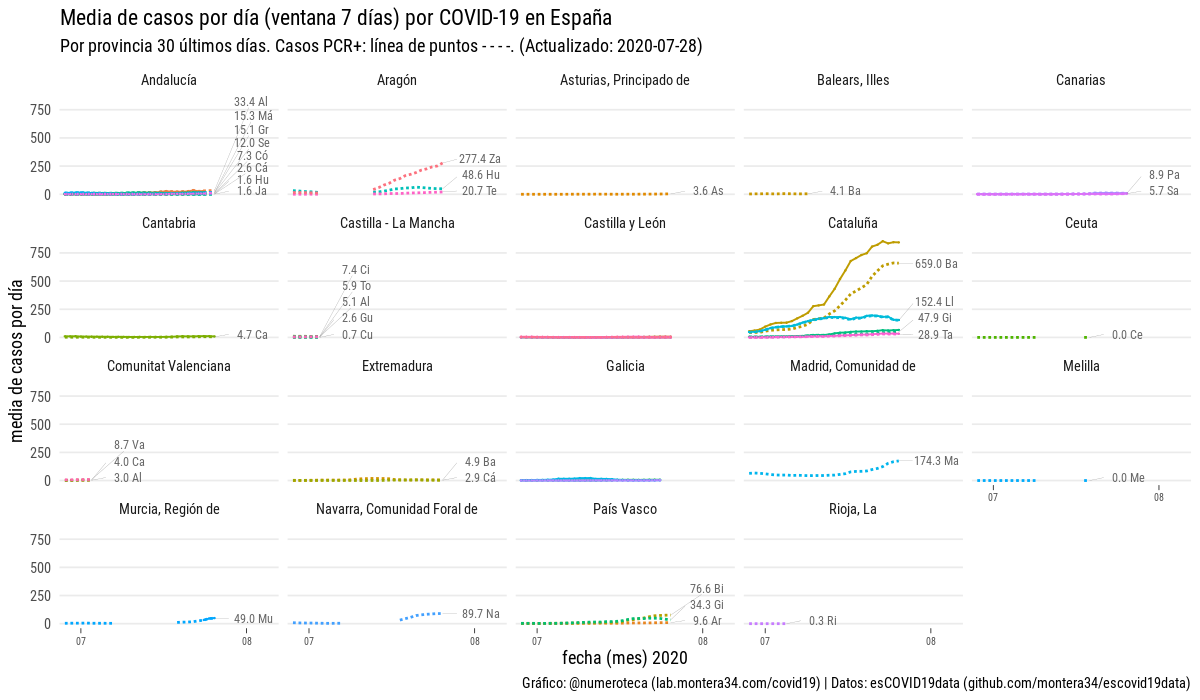 Media de casos por día (ventana 7 días) por COVID-19 en España
Por provincia 30 últimos días. Casos PCR+: línea de puntos - - - -. (Actualizado: 2020-07-28)
media de casos por día
Andalucía
Aragón
Asturias, Principado de
Balears, Illes
Canarias
750
500
250
0
33.4 Al
15.3 Má
15.1 Gr
12.0 Se
7.3 Có
2.6 Cá
1.6 Hu
1.6 Ja
277.4 Za
48.6 Hu
20.7 Te
3.6 As
4.1 Ba
8.9 Pa
5.7 Sa
Cantabria
Castilla - La Mancha
Castilla y León
Cataluña
Ceuta
750
500
250
0
4.7 Ca
7.4 Ci
5.9 To
5.1 Al
2.6 Gu
0.7 Cu
659.0 Ba
152.4 Ll
47.9 Gi
28.9 Ta
0.0 Ce
Comunitat Valenciana
Extremadura
Galicia
Madrid, Comunidad de
Melilla
750
500
250
0
8.7 Va
4.0 Ca
3.0 Al
4.9 Ba
2.9 Cá
174.3 Ma
0.0 Me
07
08
Murcia, Región de
Navarra, Comunidad Foral de
País Vasco
Rioja, La
750
500
250
0
49.0 Mu
89.7 Na
76.6 Bi
34.3 Gi
9.6 Ar
0.3 Ri
07
08
07
08
07
08
07
08
fecha (mes) 2020
Gráfico: @numeroteca (lab.montera34.com/covid19) | Datos: esCOVID19data (github.com/montera34/escovid19data)